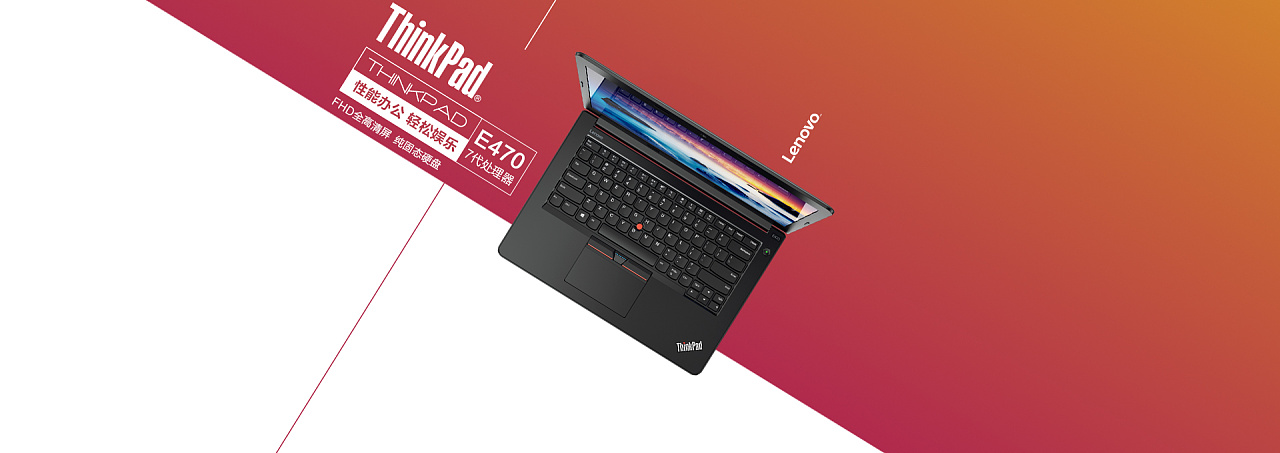 ThinkPad®
THINKPAD
E470
性能办公 轻松娱乐
7代处理器
FHD全高清屏 纯固态硬盘
Lenovo.
Lenovo
ThinkPad